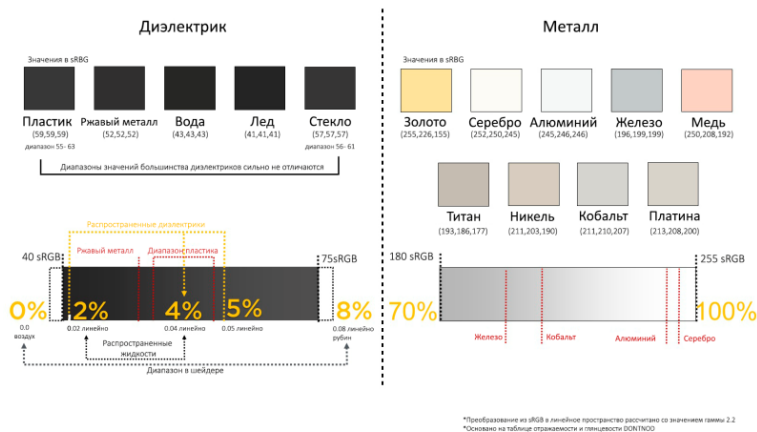 Диэлектрик
Значения в sRBG
Пластик Ржавый металл Вода Лед Стекло
(59,59,59) (52,52,52) (43,43,43) (41,41,41) (57,57,57)
диапазон 55- 63 диапазон 56- 61
Диапазоны значений большинства диэлектриков сильно не отличаются
Распространенные диэлектрики
Ржавый металл Диапазон пластика
40 sRGB 75sRGB
0% 2% 4% 5% 8%
0.0 0.02 линейно 0.04 линейно 0.05 линейно 0.08 линейно
воздух рубин
Распространенные
жидкости
Диапазон в шейдере
Металл
Значения в sRBG
Золото Серебро Алюминий Железо Медь
(255,226,155) (252,250,245) (245,246,246) (196,199,199) (250,208,192)
Титан Никель Кобальт Платина
(193,186,177) (211,203,190) (211,210,207) (213,208,200)
180 sRGB 255 sRGB
70% 100%
Железо Кобальт Алюминий Серебро
*Преобразование из sRGB в линейное пространство рассчитано со значением гаммы 2.2
*Основано на таблице отражаемости и глянцевости DONTNOD